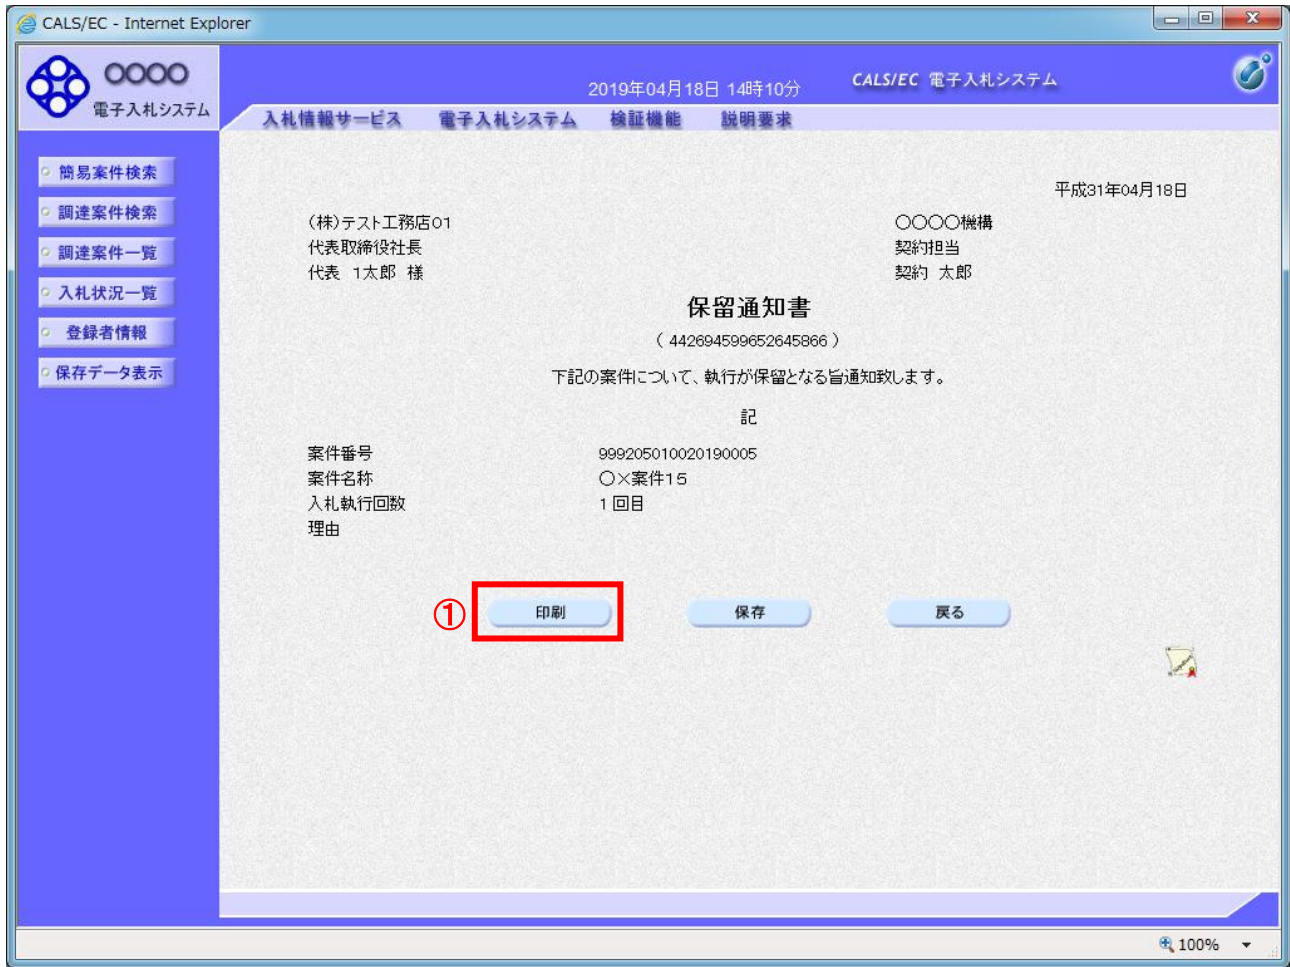 CALS/EC - Internet Explorer
○○○○
電子入札システム
2019年04月18日 14時10分
CALS/EC 電子入札システム
入札情報サービス 電子入札システム 検証機能 説明要求
簡易案件検索
調達案件検索
調達案件一覧
入札状況一覧
登録者情報
保存データ表示
平成31年04月18日
(株)テスト工務店01
代表取締役社長
代表 1太郎 様
○○○○機構
契約担当
契約 太郎
保留通知書
( 442694599652645866 )
下記の案件について、執行が保留となる旨通知致します。
記
案件番号 999205010020190005
案件名称 ○×案件15
入札執行回数 1回目
理由
① 印刷 保存 戻る
100%